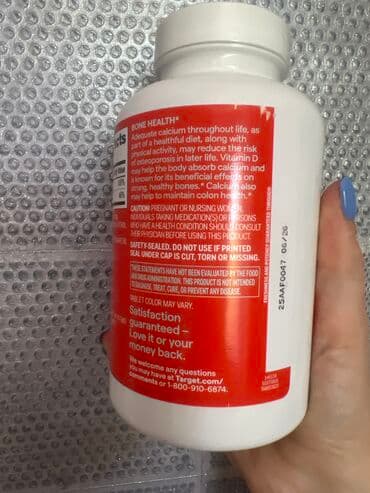 BONE HEALTH*
Adequate calcium throughout life, as
part of a healthful diet, along with
physical activity, may reduce the risk
of osteoporosis in later life. Vitamin D
may help the body absorb calcium and
is known for its beneficial effects on
strong, healthy bones.* Calcium also
may help to maintain colon health.*
CAUTION: PREGNANT OR NURSING WOMEN,
INDIVIDUALS TAKING MEDICATION(S) OR PERSONS
WHO HAVE A HEALTH CONDITION SHOULD CONSULT
THEIR PHYSICIAN BEFORE USING THIS PRODUCT.
SAFETY-SEALED. DO NOT USE IF PRINTED
SEAL UNDER CAP IS CUT, TORN OR MISSING.
*THESE STATEMENTS HAVE NOT BEEN EVALUATED BY THE FOOD
AND DRUG ADMINISTRATION. THIS PRODUCT IS NOT INTENDED
TO DIAGNOSE, TREAT, CURE, OR PREVENT ANY DISEASE.
TABLET COLOR MAY VARY.
Satisfaction
guaranteed –
Love it or your
money back.
We welcome any questions
you may have at Target.com/
comments or 1-800-910-6874.
25AAF0047 06/26